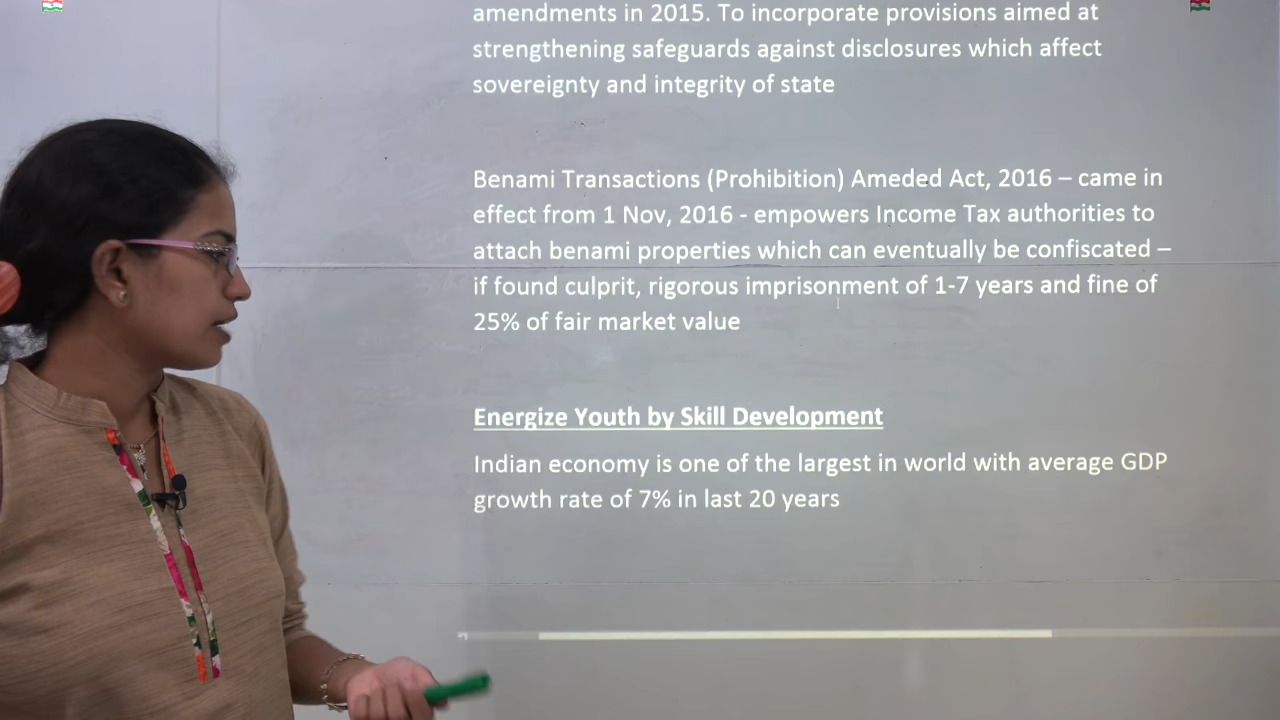 amendments in 2015. To incorporate provisions aimed at
strengthening safeguards against disclosures which affect
sovereignty and integrity of state
Benami Transactions (Prohibition) Ameded Act, 2016 – came in
effect from 1 Nov, 2016 - empowers Income Tax authorities to
attach benami properties which can eventually be confiscated –
if found culprit, rigorous imprisonment of 1-7 years and fine of
25% of fair market value
Energize Youth by Skill Development
Indian economy is one of the largest in world with average GDP
growth rate of 7% in last 20 years